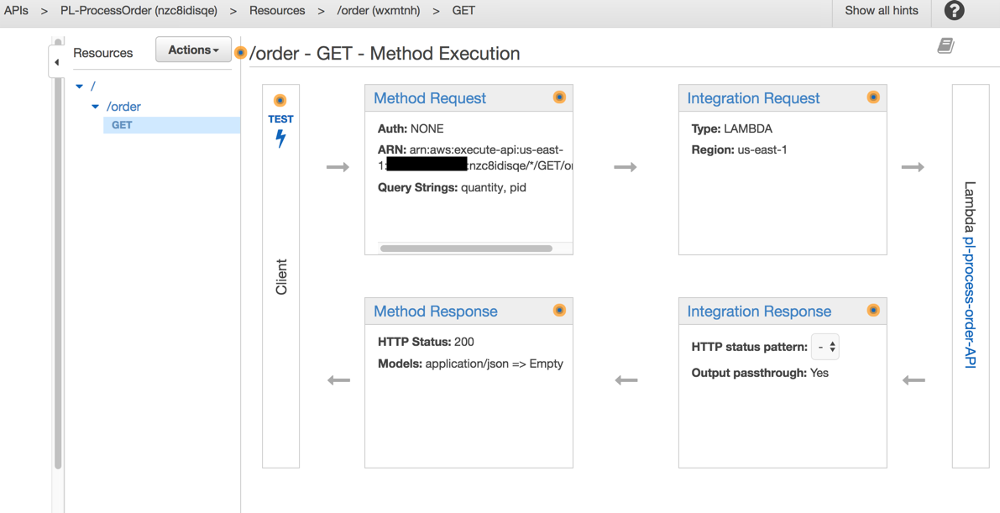 APIs > PL-ProcessOrder (nzc8idisqe) > Resources > /order (wxmtnh) > GET Show all hints ?
Resources Actions
/order - GET - Method Execution
/
/order
GET
TEST
Client
Method Request
Auth: NONE
ARN: arn:aws:execute-api:us-east-
1: :nzc8idisqe/*/GET/
Query Strings: quantity, pid
Integration Request
Type: LAMBDA
Region: us-east-1
Lambda pl-process-order-API
Method Response
HTTP Status: 200
Models: application/json => Empty
Integration Response
HTTP status pattern: -
Output passthrough: Yes